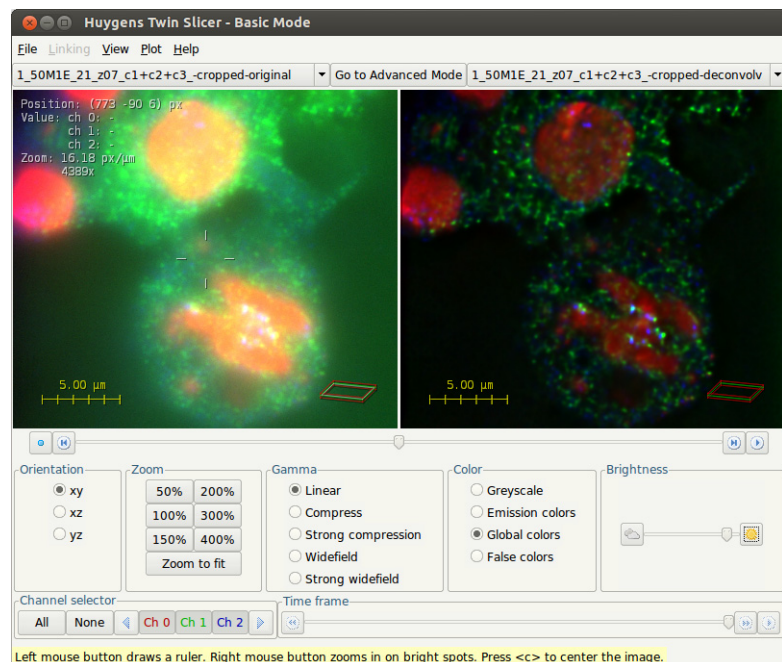 Huygens Twin Slicer - Basic Mode
File Linking View Plot Help
1_50M1E_21_z07_c1+c2+c3_-cropped-original Go to Advanced Mode 1_50M1E_21_z07_c1+c2+c3_-cropped-deconvolv
Position: (773 -90 6) px
Value: ch 0: -
ch 1: -
ch 2: -
Zoom: 16.18 px/µm
4389x
5.00 µm 5.00 µm
Orientation Zoom Gamma Color Brightness
xy 50% 200% Linear Greyscale
xz 100% 300% Compress Emission colors
yz 150% 400% Strong compression Global colors
Zoom to fit Widefield False colors
Strong widefield
Channel selector Time frame
All None Ch 0 Ch 1 Ch 2
Left mouse button draws a ruler. Right mouse button zooms in on bright spots. Press <c> to center the image.